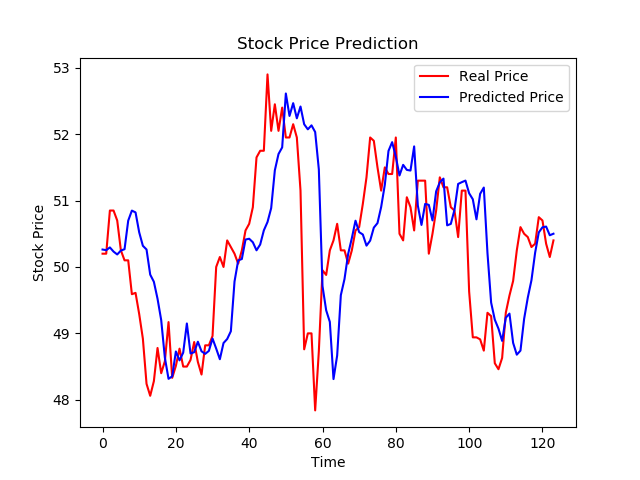 Stock Price Prediction
Real Price
Predicted Price
Stock Price
53
52
51
50
49
48
0 20 40 60 80 100 120
Time